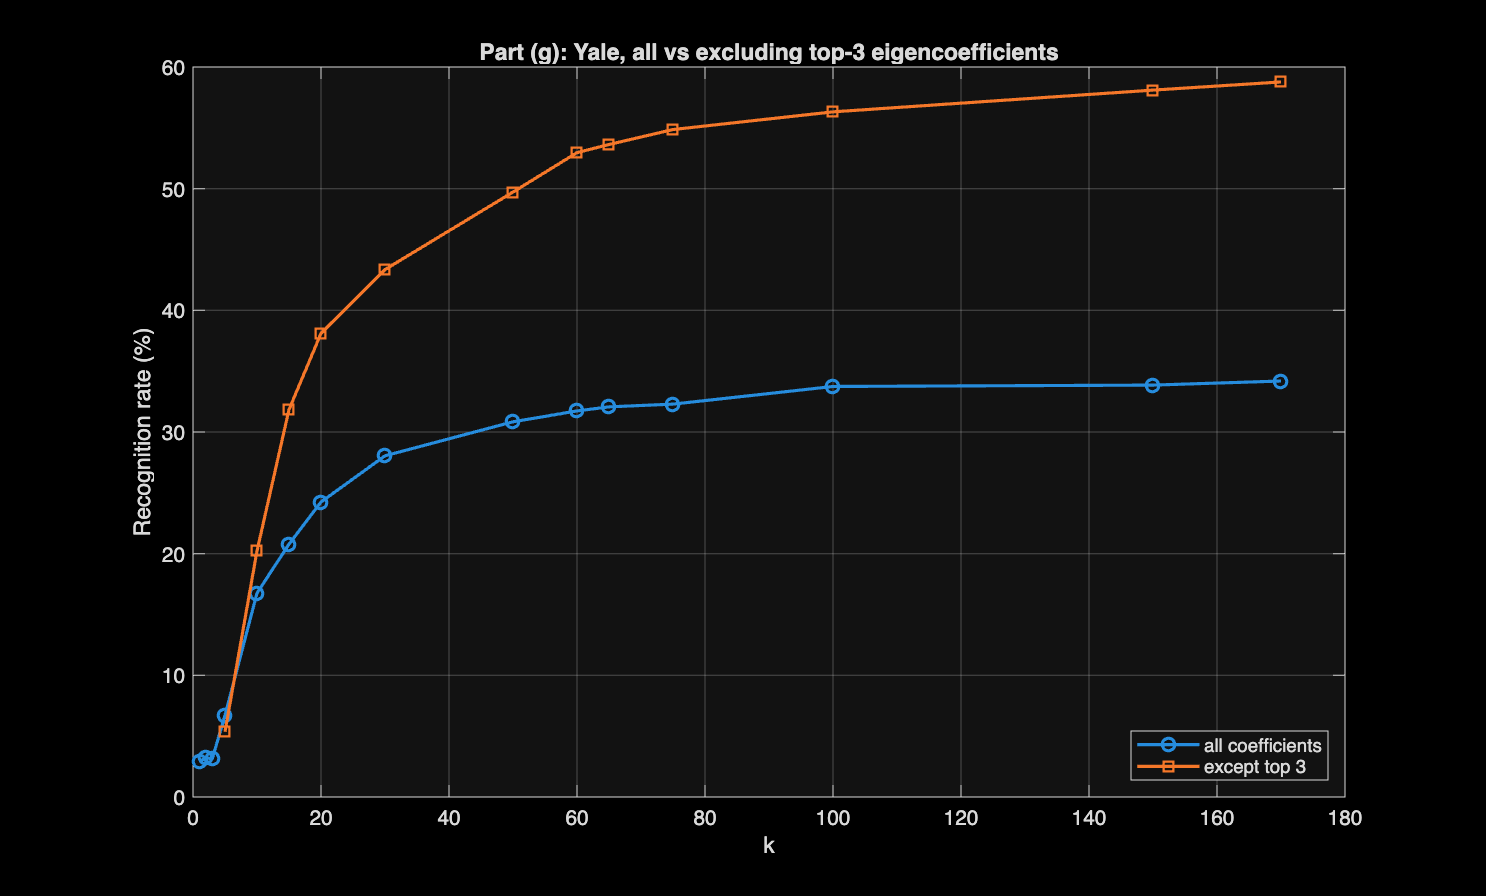 Part (g): Yale, all vs excluding top-3 eigencoefficients
60
50
40
30
20
10
0
Recognition rate (%)
0 20 40 60 80 100 120 140 160 180
k
all coefficients
except top 3